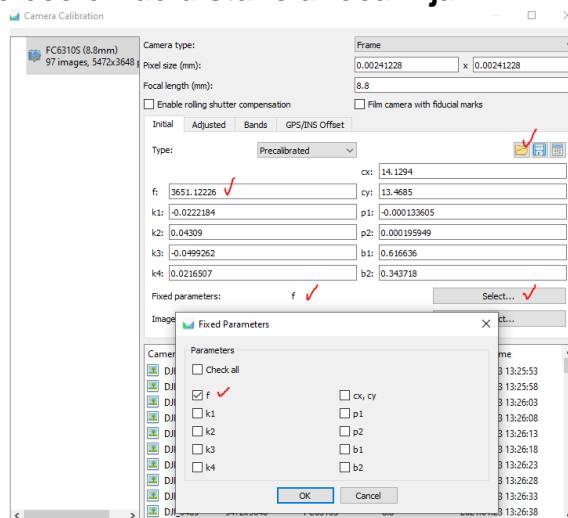 Camera Calibration
FC6310S (8.8mm)
97 images, 5472x3648
Camera type:
Frame
Pixel size (mm):
0.00241228
x
0.00241228
Focal length (mm):
8.8
Enable rolling shutter compensation
Film camera with fiducial marks
Initial
Adjusted
Bands
GPS/INS Offset
Type:
Precalibrated
cx:
14.1294
f:
3651.12226
cy:
13.4685
k1:
-0.0222184
p1:
-0.000133605
k2:
0.04309
p2:
0.000195949
k3:
-0.0499262
b1:
0.616636
k4:
0.0216507
b2:
0.343718
Fixed parameters:
f
Select...
Fixed Parameters
Parameters
Check all
f
cx, cy
k1
p1
k2
p2
k3
b1
k4
b2
OK
Cancel
13:25:53
13:25:58
13:26:03
13:26:08
13:26:13
13:26:18
13:26:23
13:26:28
13:26:33
13:26:38